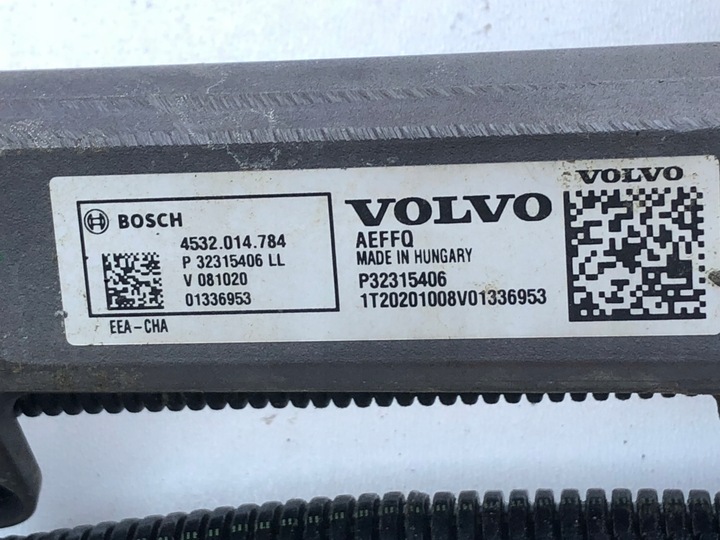 BOSCH
4532.014.784
P 32315406 LL
V 081020
01336953
EEA-CHA
VOLVO
AEFFQ
MADE IN HUNGARY
P32315406
1T20201008V01336953
VOLVO